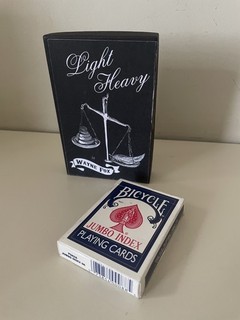 Light
Heavy
WAYNE FOX
BICYCLE
JUMBO INDEX
PLAYING CARDS